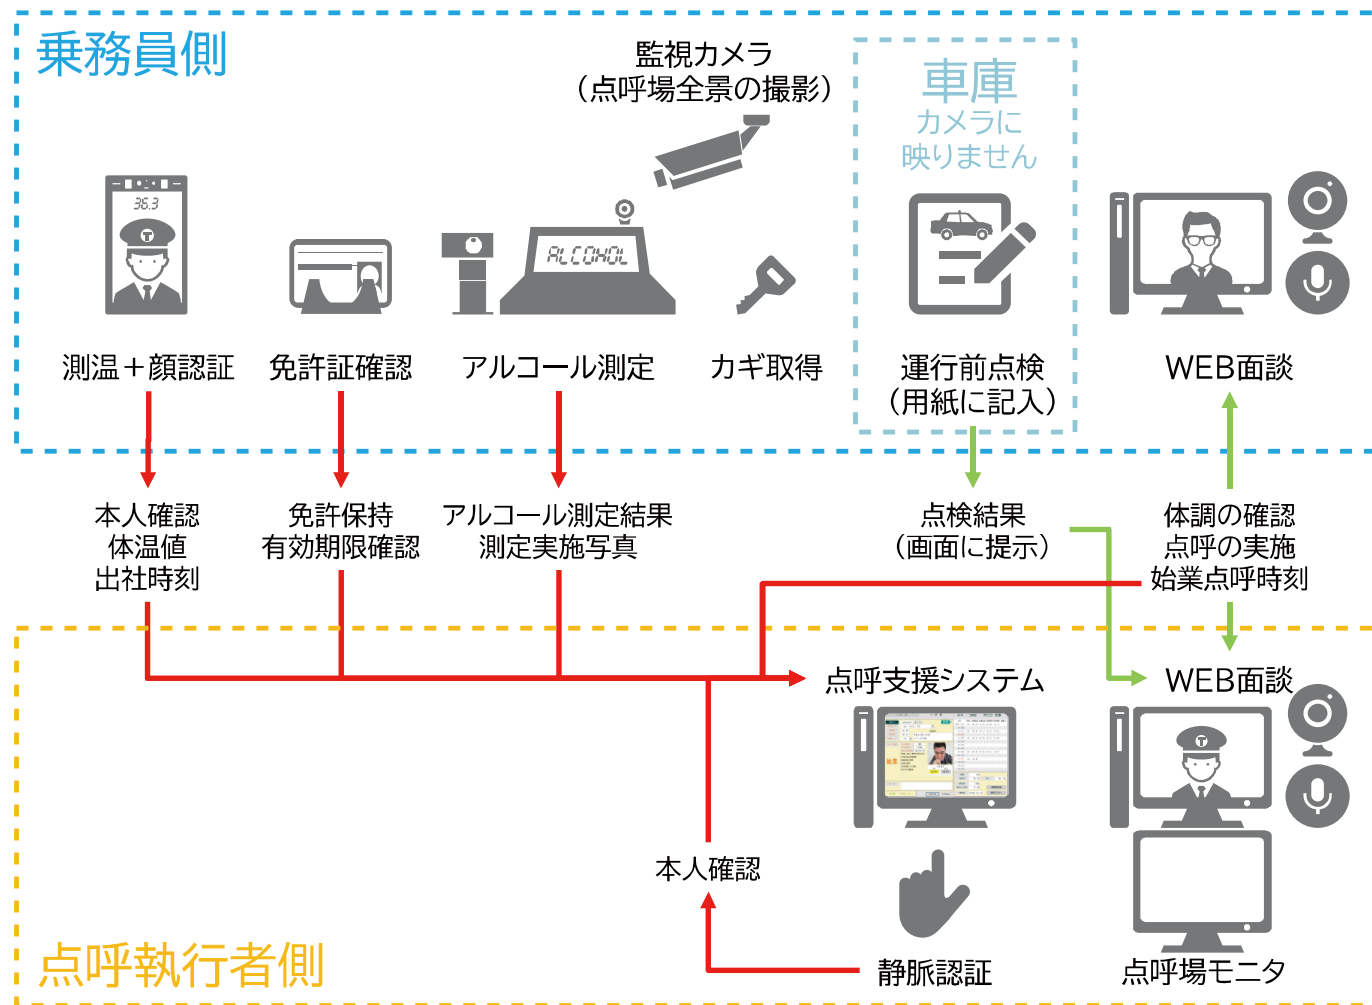 乗務員側
監視カメラ
（点呼場全景の撮影）
車庫
カメラに
映りません
36.3
T
ALCOHOL
測温＋顔認証
免許証確認
アルコール測定
カギ取得
運行前点検
（用紙に記入）
WEB面談
本人確認
体温値
出社時刻
免許保持
有効期限確認
アルコール測定結果
測定実施写真
点検結果
（画面に提示）
体調の確認
点呼の実施
始業点呼時刻
点呼支援システム
WEB面談
T
本人確認
静脈認証
点呼場モニタ
点呼執行者側